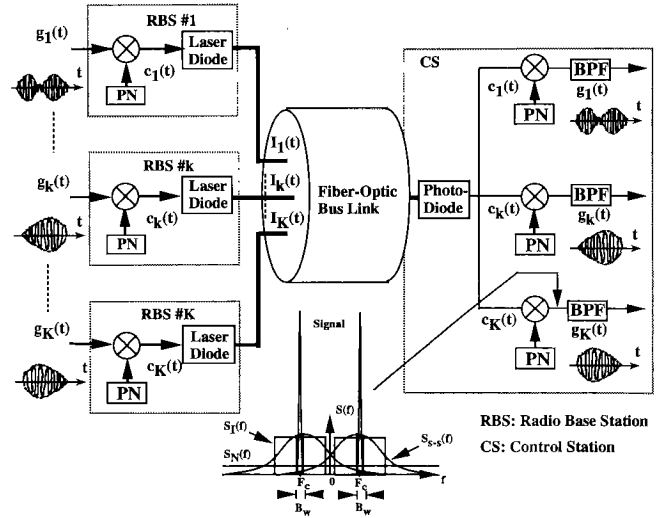 RBS #1
g1(t)
c1(t)
Laser
Diode
PN
t
RBS #k
gk(t)
ck(t)
Laser
Diode
PN
t
RBS #K
gK(t)
cK(t)
Laser
Diode
PN
t
I1(t)
Ik(t)
IK(t)
Fiber-Optic
Bus Link
Photo-
Diode
CS
c1(t)
PN
BPF
g1(t)
t
ck(t)
PN
BPF
gk(t)
t
cK(t)
PN
BPF
gK(t)
t
Signal
S(f)
SI(f)
SN(f)
Ss-s(f)
Fc
0
Fc
f
Bw
Bw
RBS: Radio Base Station
CS: Control Station